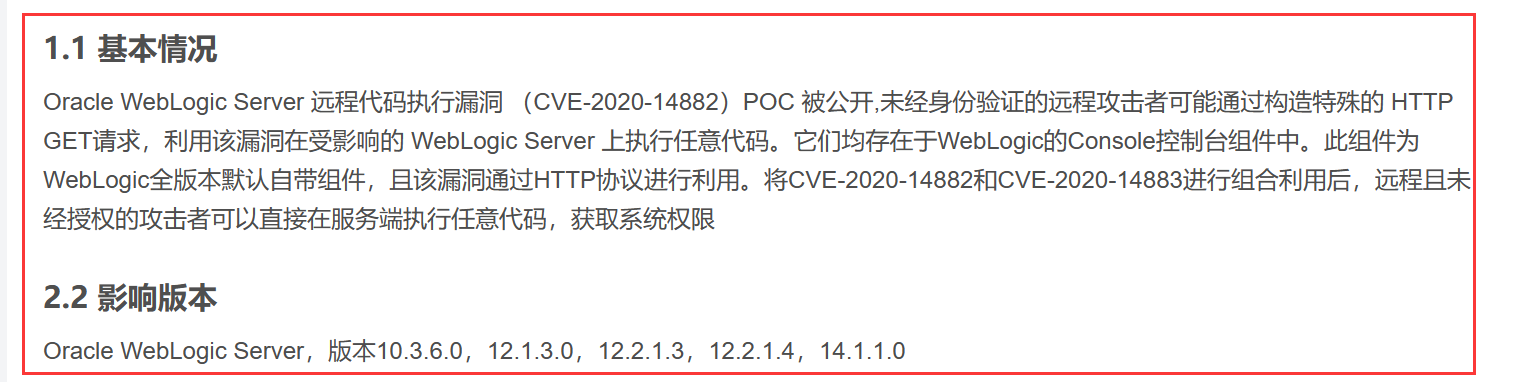 1.1 基本情况
Oracle WebLogic Server 远程代码执行漏洞 （CVE-2020-14882）POC 被公开,未经身份验证的远程攻击者可能通过构造特殊的 HTTP
GET请求，利用该漏洞在受影响的 WebLogic Server 上执行任意代码。它们均存在于WebLogic的Console控制台组件中。此组件为
WebLogic全版本默认自带组件，且该漏洞通过HTTP协议进行利用。将CVE-2020-14882和CVE-2020-14883进行组合利用后，远程且未
经授权的攻击者可以直接在服务端执行任意代码，获取系统权限
2.2 影响版本
Oracle WebLogic Server，版本10.3.6.0，12.1.3.0，12.2.1.3，12.2.1.4，14.1.1.0